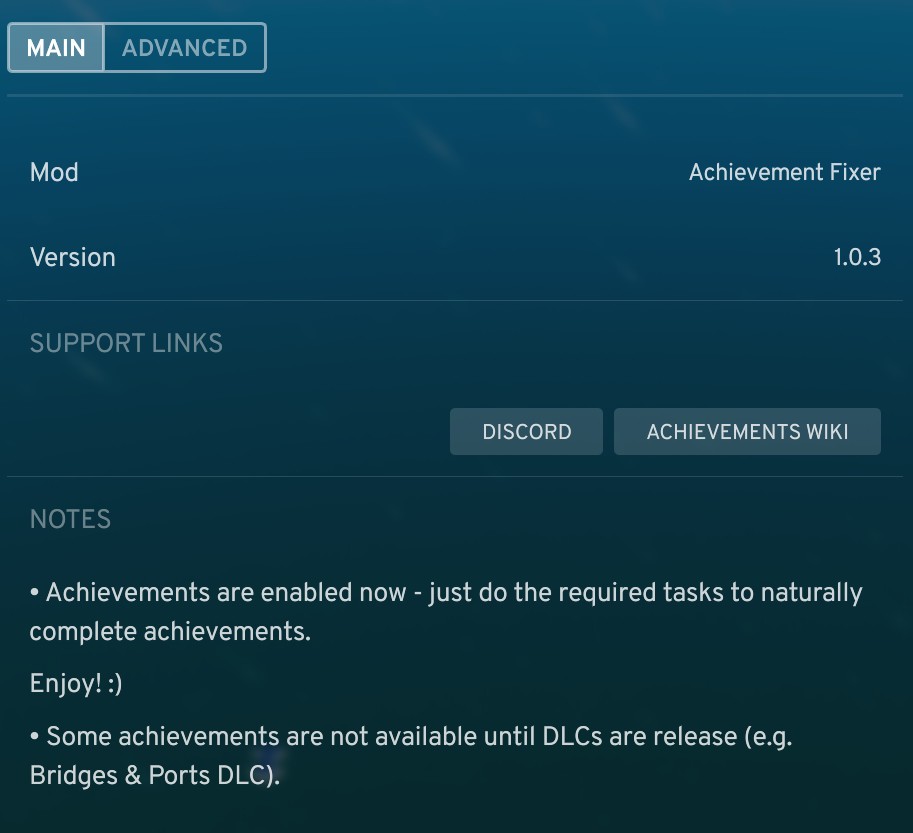 MAIN ADVANCED
Mod Achievement Fixer
Version 1.0.3
SUPPORT LINKS
DISCORD ACHIEVEMENTS WIKI
NOTES
• Achievements are enabled now - just do the required tasks to naturally
complete achievements.
Enjoy! :)
• Some achievements are not available until DLCs are release (e.g.
Bridges & Ports DLC).